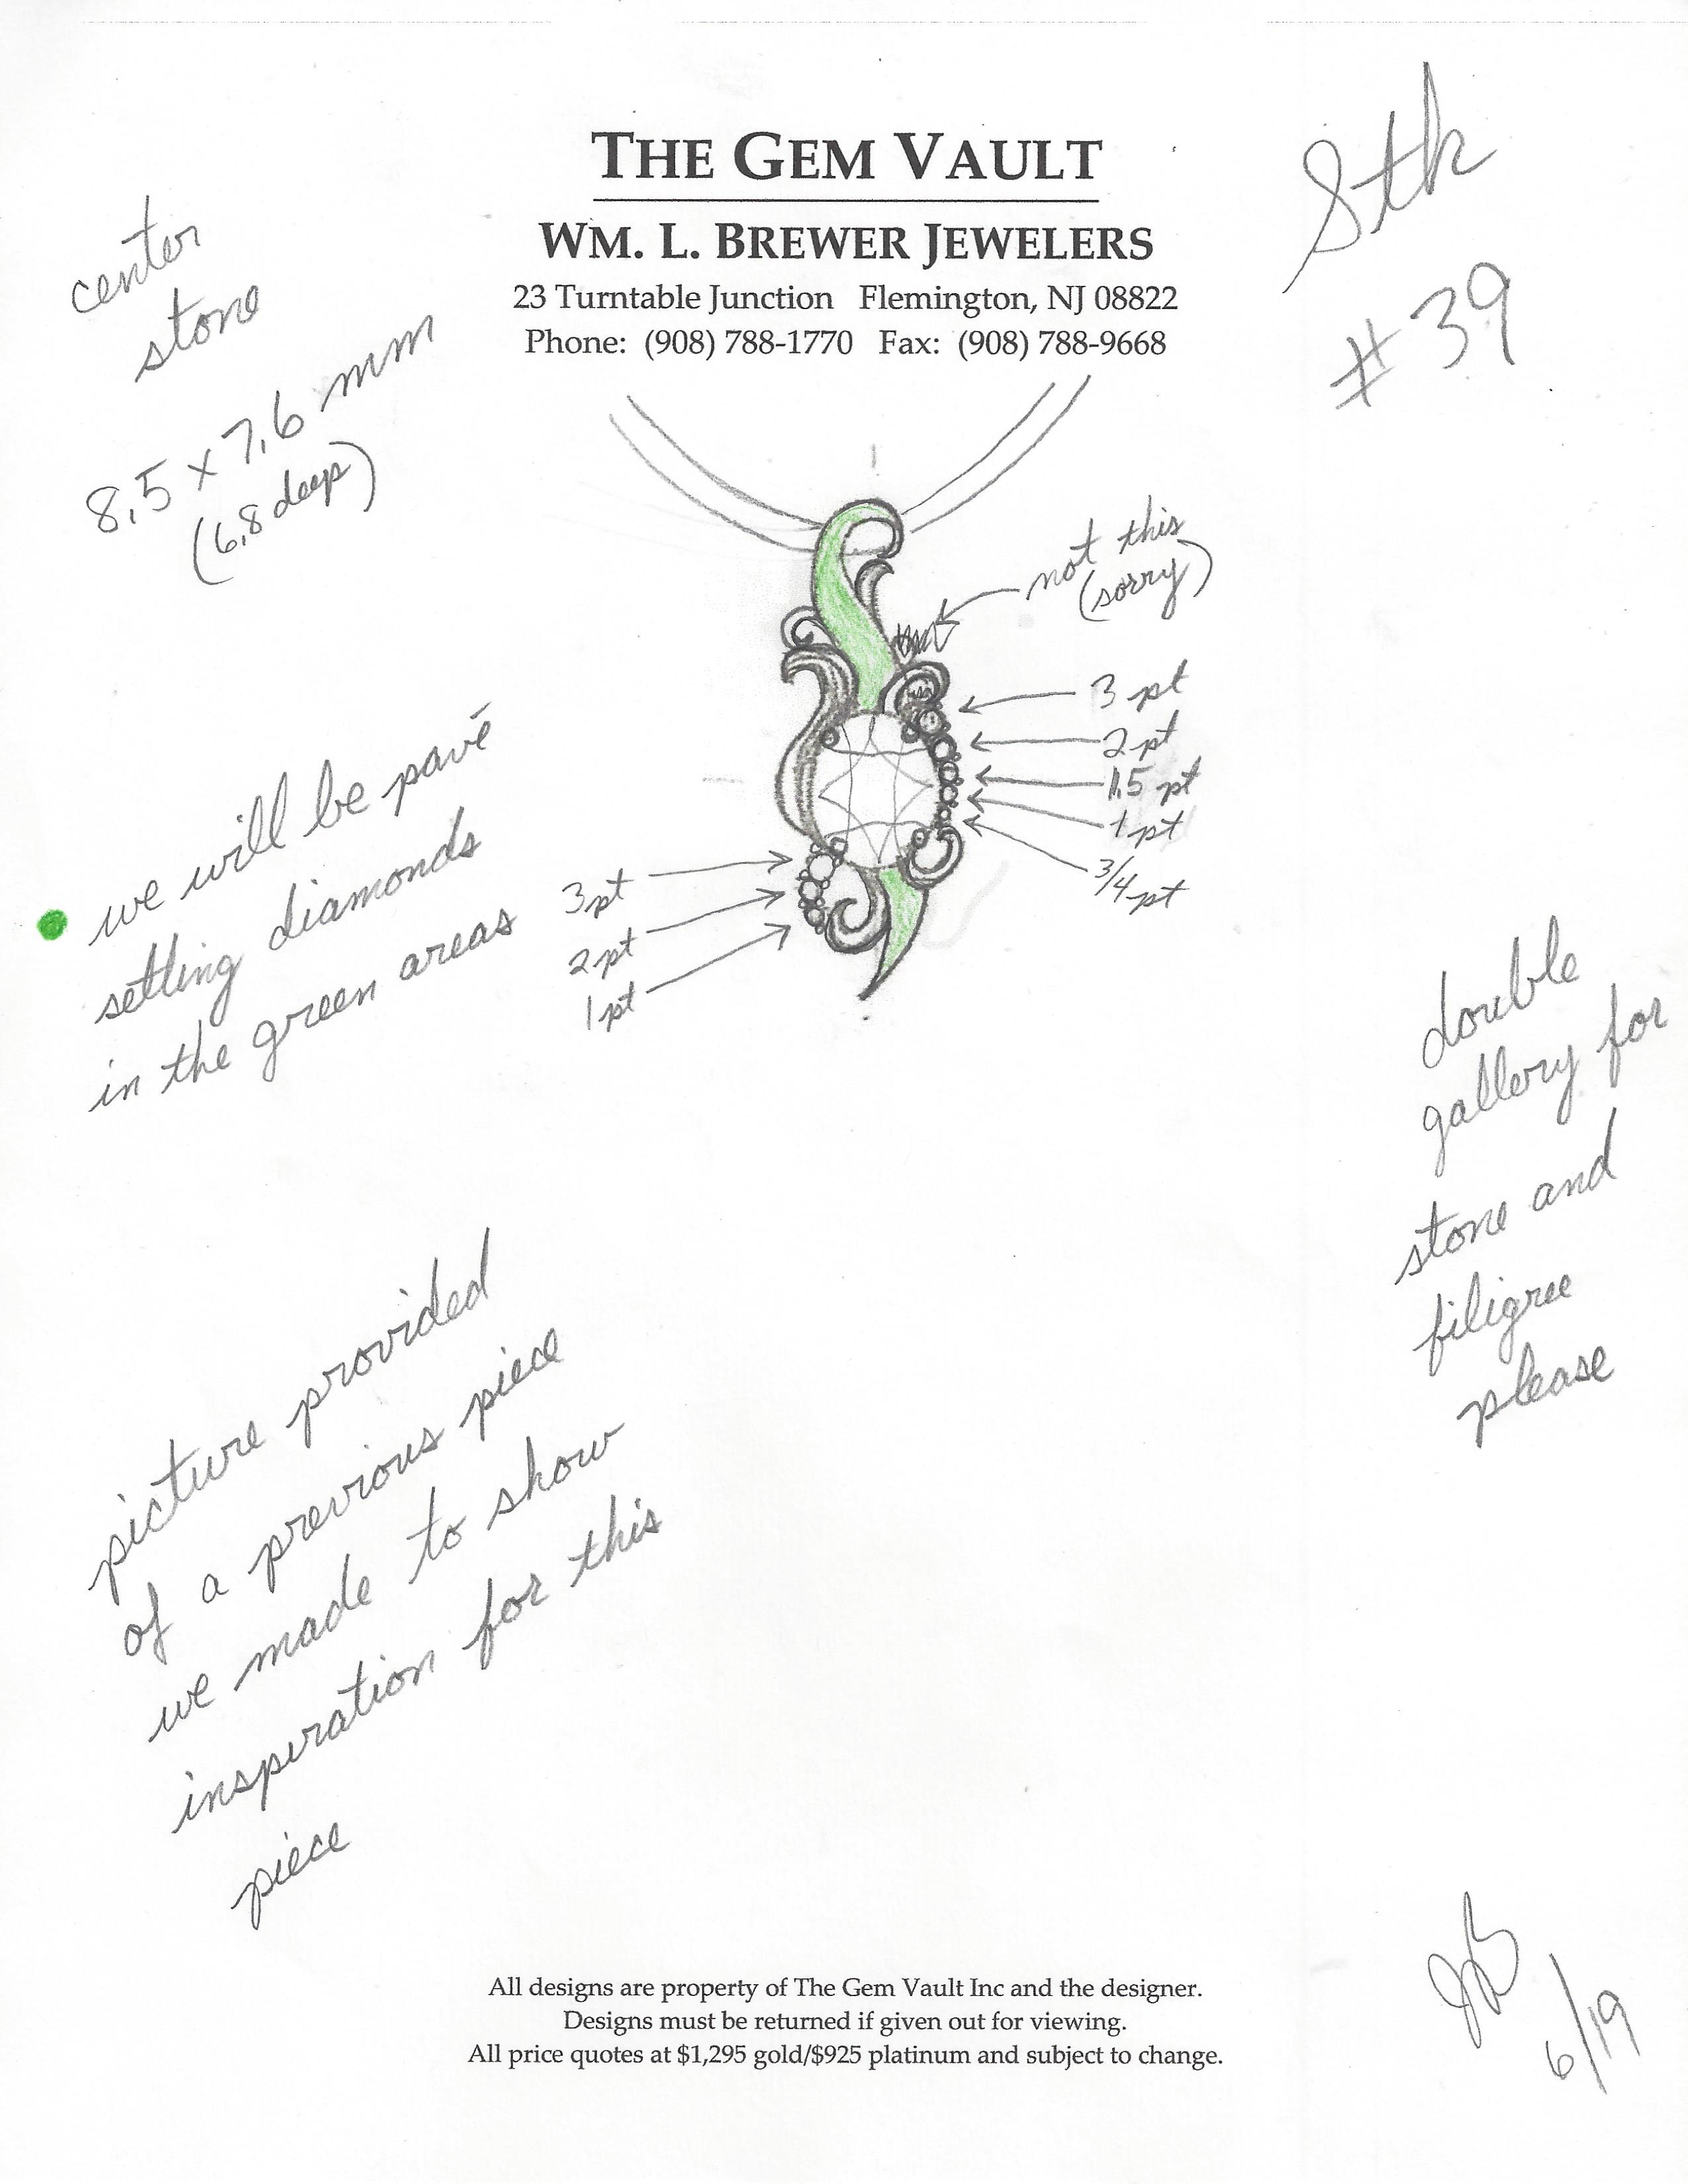 THE GEM VAULT
WM. L. BREWER JEWELERS
23 Turntable Junction Flemington, NJ 08822
Phone: (908) 788-1770 Fax: (908) 788-9668
Stk
# 39
center
stone
8.5 x 7.6 mm
(6.8 deep)
not this
(sorry)
3 pt
2 pt
1.5 pt
1 pt
3/4 pt
3 pt
2 pt
1 pt
we will be pavé
setting diamonds
in the green areas
double
gallery for
stone and
filigree
please
picture provided
of a previous piece
we made to show
inspiration for this
piece
JB
6/19
All designs are property of The Gem Vault Inc and the designer.
Designs must be returned if given out for viewing.
All price quotes at $1,295 gold/$925 platinum and subject to change.